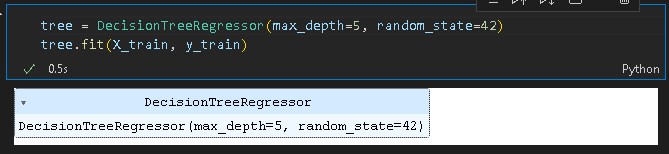 tree = DecisionTreeRegressor(max_depth=5, random_state=42)
tree.fit(X_train, y_train)
✓ 0.5s Python
▾ DecisionTreeRegressor
DecisionTreeRegressor(max_depth=5, random_state=42)